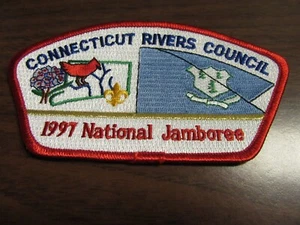 CONNECTICUT RIVERS COUNCIL
1997 National Jamboree